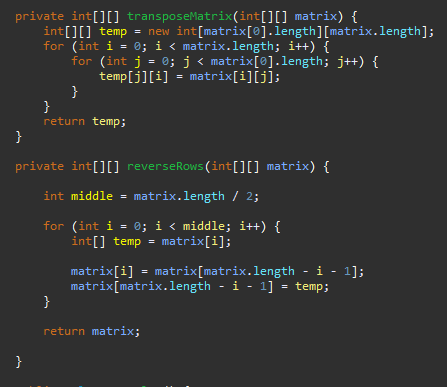 private int[][] transposeMatrix(int[][] matrix) {
    int[][] temp = new int[matrix[0].length][matrix.length];
    for (int i = 0; i < matrix.length; i++) {
        for (int j = 0; j < matrix[0].length; j++) {
            temp[j][i] = matrix[i][j];
        }
    }
    return temp;
}
private int[][] reverseRows(int[][] matrix) {
    int middle = matrix.length / 2;
    for (int i = 0; i < middle; i++) {
        int[] temp = matrix[i];
        matrix[i] = matrix[matrix.length - i - 1];
        matrix[matrix.length - i - 1] = temp;
    }
    return matrix;
}